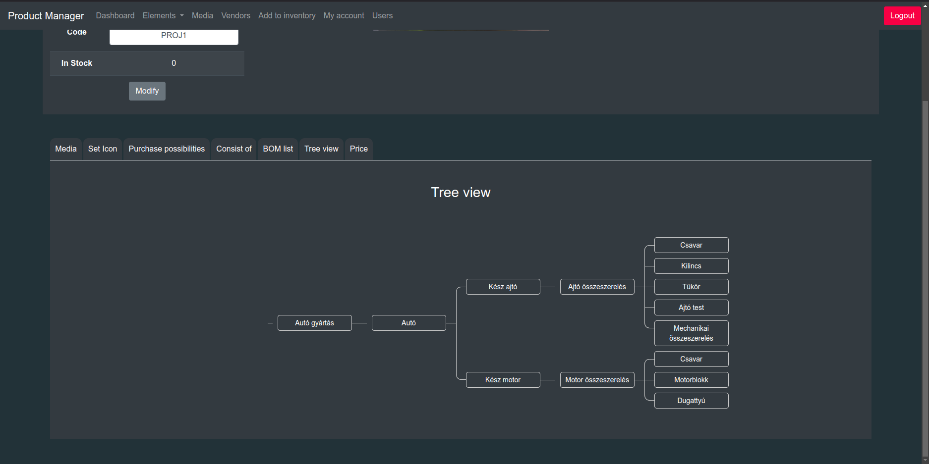 Product Manager Dashboard Elements Media Vendors Add to inventory My account Users Logout
Code PROJ1
In Stock 0
Modify
Media Set Icon Purchase possibilities Consist of BOM list Tree view Price
Tree view
Autó gyártás
Autó
Kész ajtó
Ajtó összeszerelés
Csavar
Kilincs
Tükör
Ajtó test
Mechanikai
összeszerelés
Kész motor
Motor összeszerelés
Csavar
Motorblokk
Dugattyú